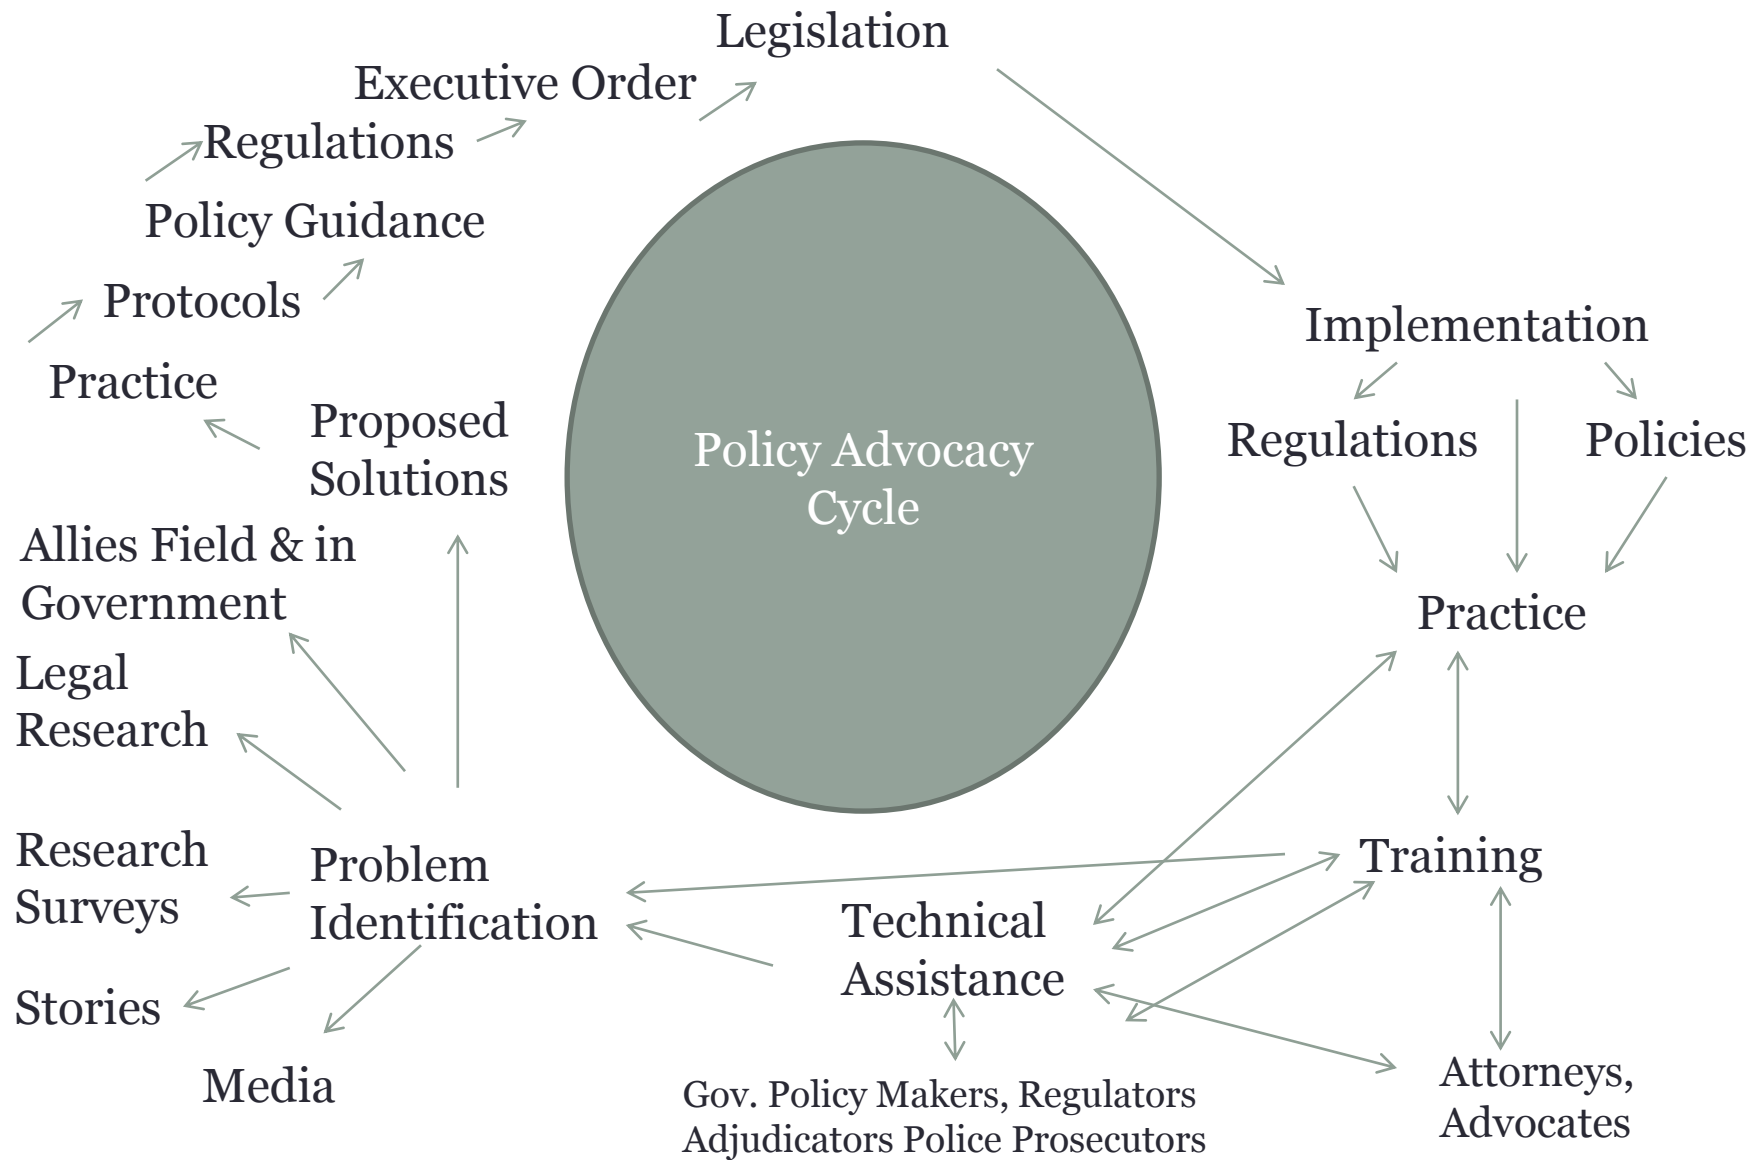 Legislation
Executive Order
Regulations
Policy Guidance
Protocols
Practice
Proposed
Solutions
Allies Field & in
Government
Legal
Research
Research
Surveys
Stories
Media
Problem
Identification
Policy Advocacy
Cycle
Implementation
Regulations
Policies
Practice
Training
Technical
Assistance
Gov. Policy Makers, Regulators
Adjudicators Police Prosecutors
Attorneys,
Advocates